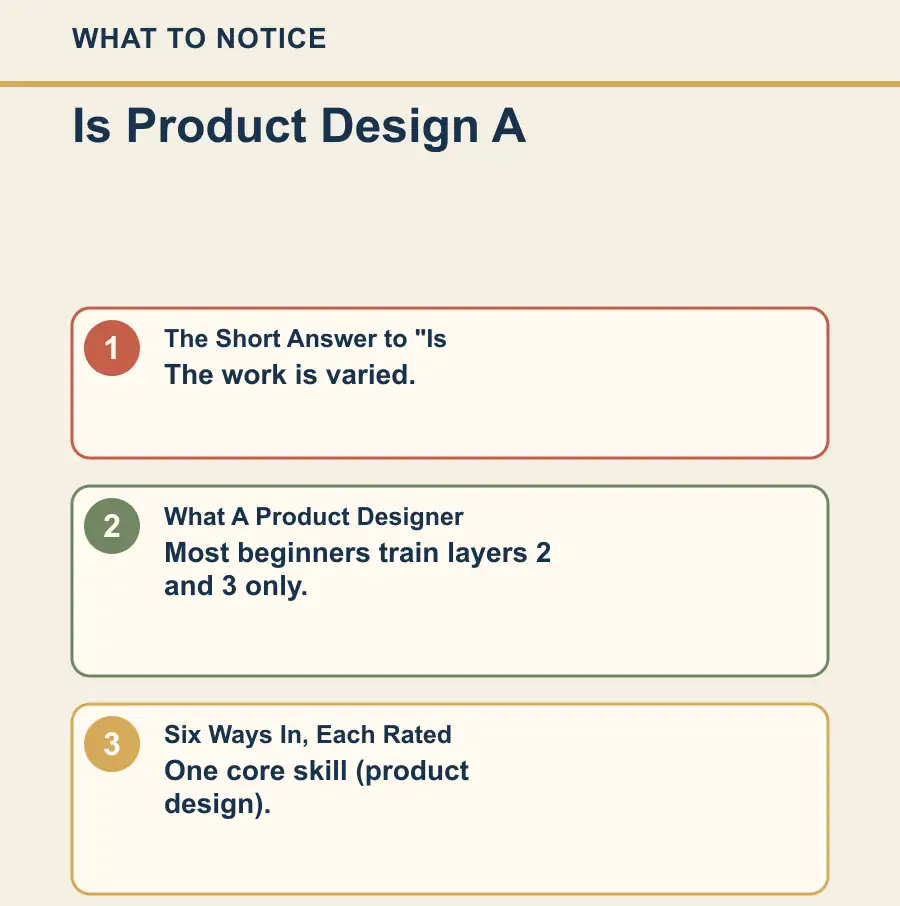 WHAT TO NOTICE
Is Product Design A
1
The Short Answer to "Is
The work is varied.
2
What A Product Designer
Most beginners train layers 2
and 3 only.
3
Six Ways In, Each Rated
One core skill (product
design).